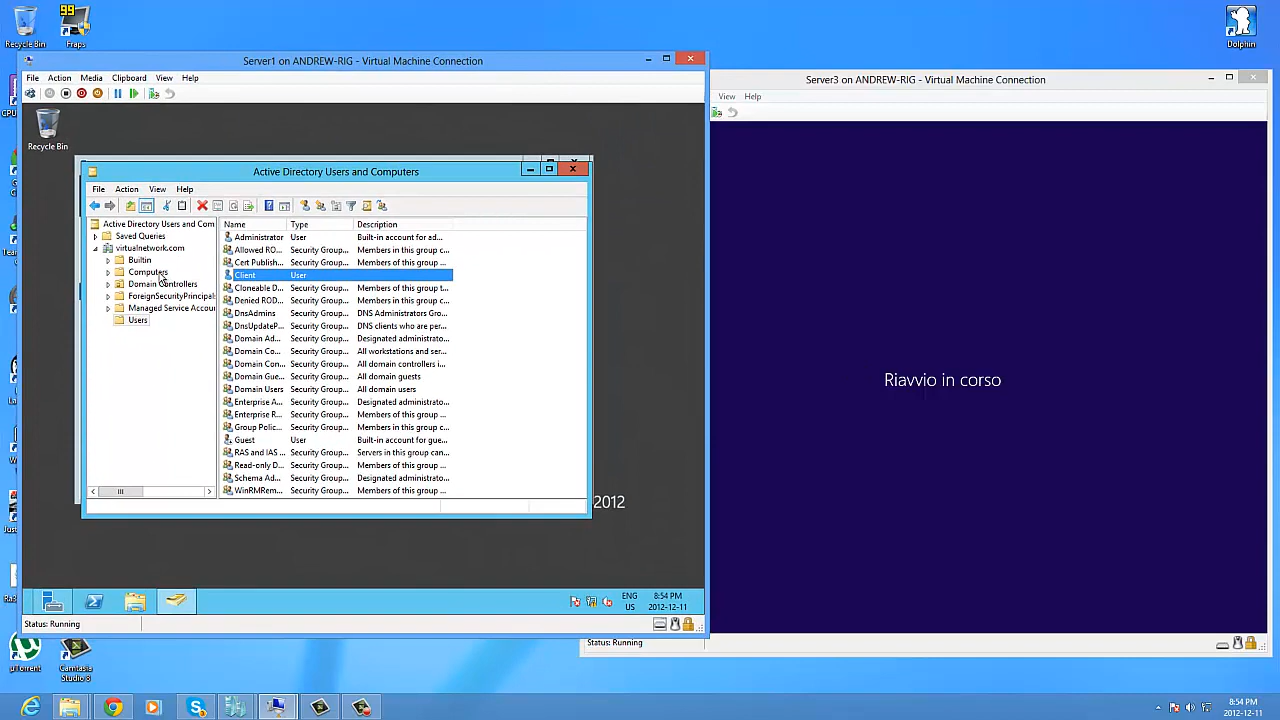 99
Recycle Bin
Fraps
Dolphin
Server1 on ANDREW-RIG - Virtual Machine Connection
File Action Media Clipboard View Help
Recycle Bin
Active Directory Users and Computers
File Action View Help
Active Directory Users and Com
Saved Queries
virtualnetwork.com
Builtin
Computers
Domain Controllers
ForeignSecurityPrincipals
Managed Service Accoun
Users
Name Type Description
Administrator User Built-in account for ad...
Allowed RO... Security Group... Members in this group c...
Cert Publish... Security Group... Members of this group ...
Client User
Cloneable D... Security Group... Members of this group t...
Denied ROD... Security Group... Members in this group c...
DnsAdmins Security Group... DNS Administrators Gro...
DnsUpdateP... Security Group... DNS clients who are per...
Domain Ad... Security Group... Designated administrato...
Domain Co... Security Group... All workstations and ser...
Domain Con... Security Group... All domain controllers i...
Domain Gue... Security Group... All domain guests
Domain Users Security Group... All domain users
Enterprise A... Security Group... Designated administrato...
Enterprise R... Security Group... Members of this group ...
Group Polic... Security Group... Members in this group c...
Guest User Built-in account for gue...
RAS and IAS ... Security Group... Servers in this group can...
Read-only D... Security Group... Members of this group ...
Schema Ad... Security Group... Designated administrato...
WinRMRem... Security Group... Members of this group ...
2012
ENG
US
8:54 PM
2012-12-11
Status: Running
Server3 on ANDREW-RIG - Virtual Machine Connection
View Help
Riavvio in corso
Status: Running
µTorrent
Camtasia
Studio 8
8:54 PM
2012-12-11